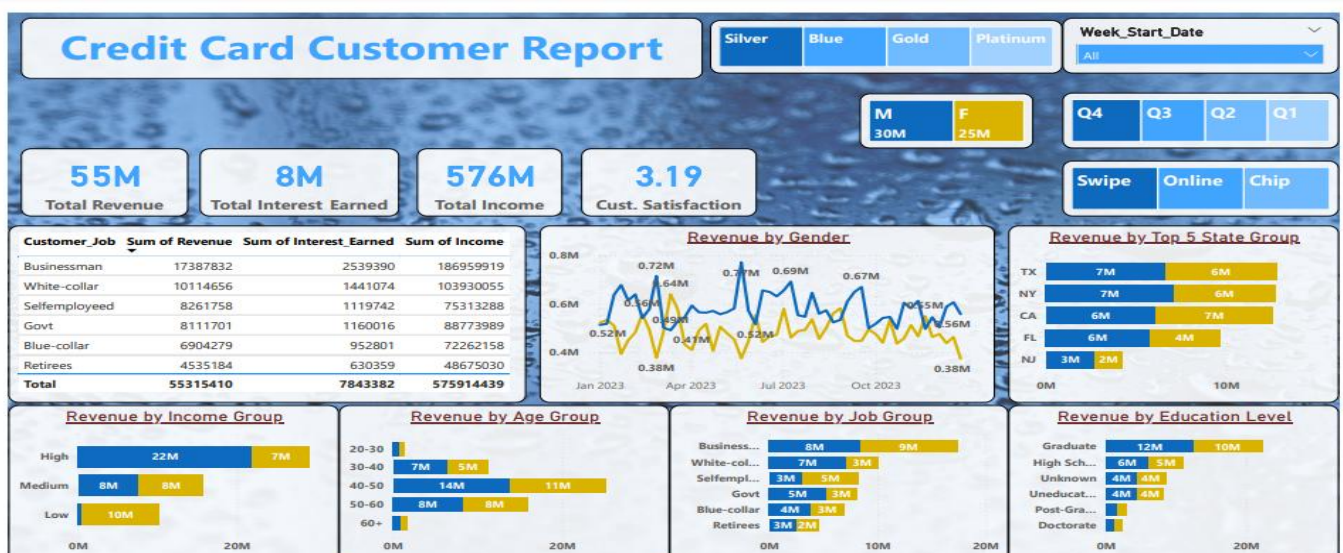 Credit Card Customer Report
Silver Blue Gold Platinum
Week_Start_Date
All
M F
30M 25M
Q4 Q3 Q2 Q1
55M
Total Revenue
8M
Total Interest Earned
576M
Total Income
3.19
Cust. Satisfaction
Swipe Online Chip
Customer_Job Sum of Revenue Sum of Interest_Earned Sum of Income
Businessman 17387832 2539390 186959919
White-collar 10114656 1441074 103930055
Selfemployeed 8261758 1119742 75313288
Govt 8111701 1160016 88773989
Blue-collar 6904279 952801 72262158
Retirees 4535184 630359 48675030
Total 55315410 7843382 575914439
Revenue by Gender
0.8M
0.6M
0.4M
0.72M 0.69M 0.67M
0.64M
0.56M
0.49M
0.52M 0.41M 0.52M
0.56M
0.38M 0.38M
Jan 2023 Apr 2023 Jul 2023 Oct 2023
Revenue by Top 5 State Group
TX 7M 6M
NY 7M 6M
CA 6M 7M
FL 6M 4M
NJ 3M 2M
0M 10M
Revenue by Income Group
High 22M 7M
Medium 8M 8M
Low 10M
0M 20M
Revenue by Age Group
20-30
30-40 7M 5M
40-50 14M 11M
50-60 8M 8M
60+
0M 20M
Revenue by Job Group
Business... 8M 9M
White-col... 7M 3M
Selfempl... 3M 5M
Govt 5M 3M
Blue-collar 4M 3M
Retirees 3M 2M
0M 10M 20M
Revenue by Education Level
Graduate 12M 10M
High Sch... 6M 5M
Unknown 4M 4M
Uneducat... 4M 4M
Post-Gra...
Doctorate
0M 20M